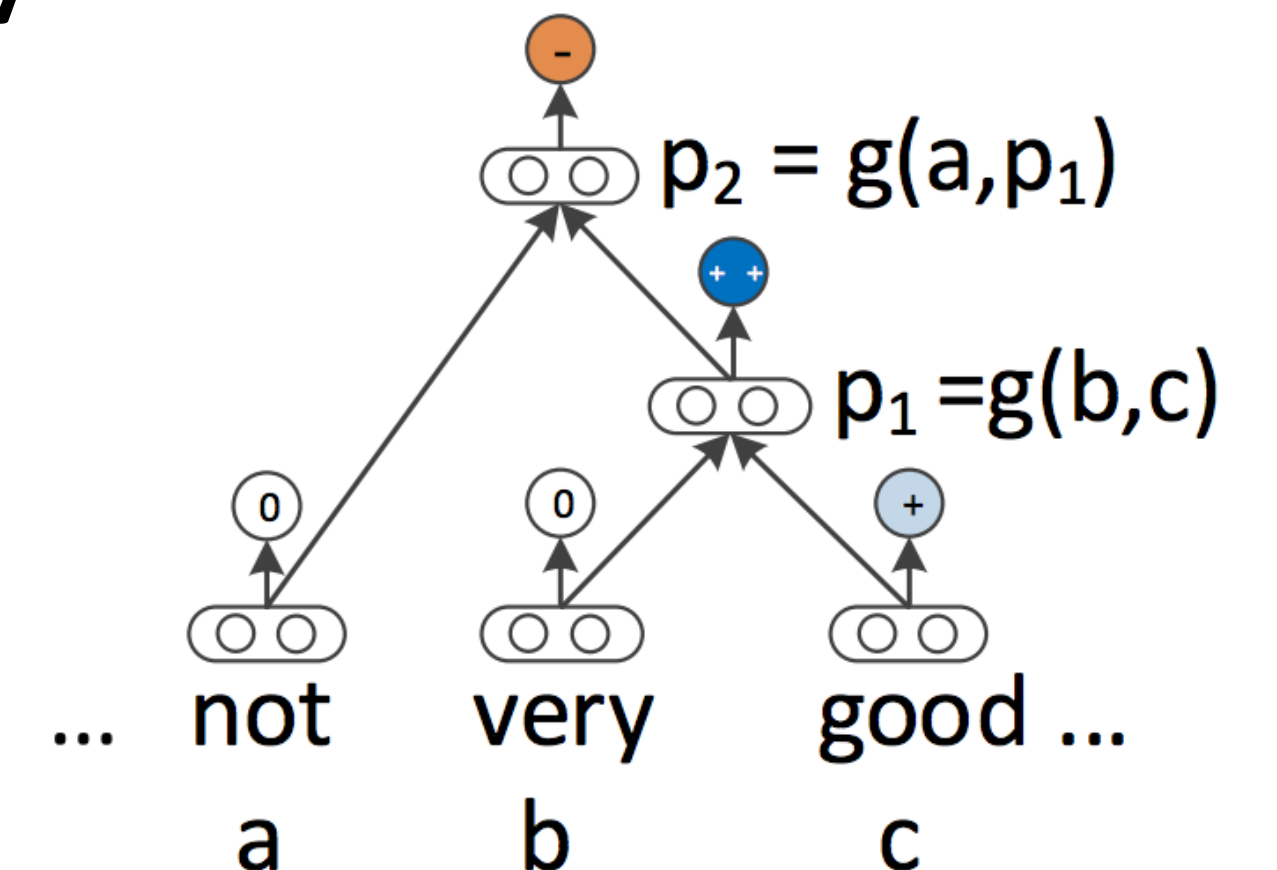 -
p₂ = g(a,p₁)
+ +
p₁ =g(b,c)
0 0 +
... not very good ...
a b c